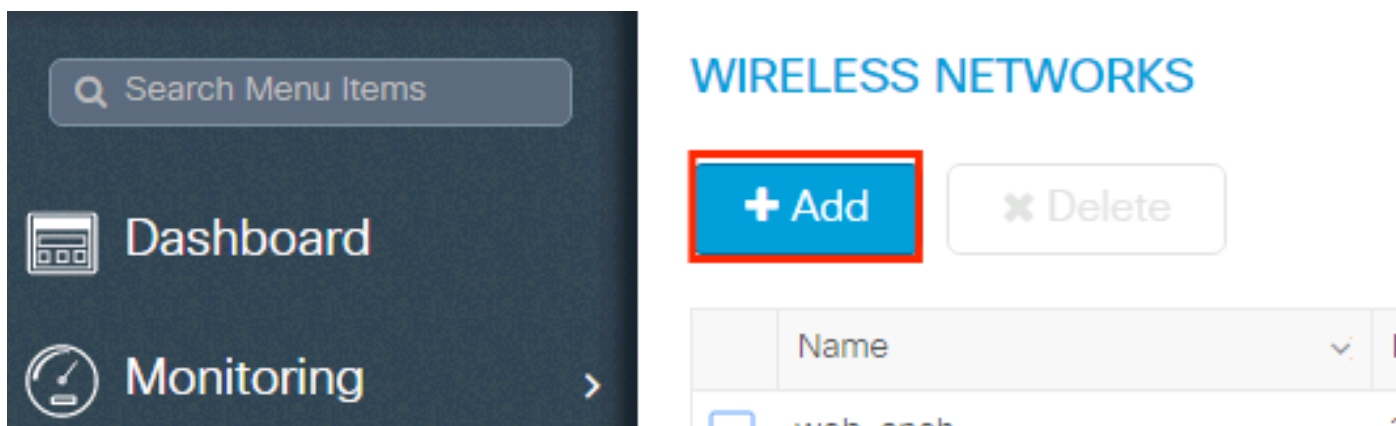 Search Menu Items
Dashboard
Monitoring
WIRELESS NETWORKS
Add
Delete
Name